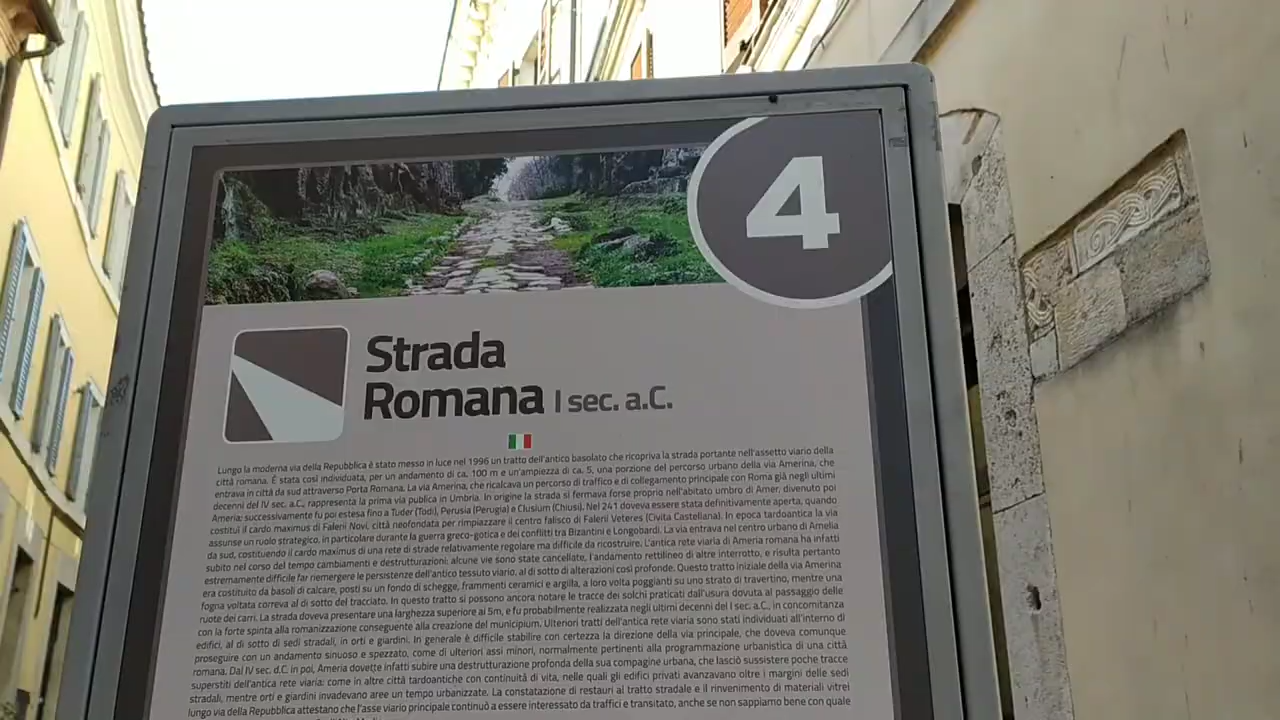 4
Strada
Romana I sec. a.C.
Lungo la moderna via della Repubblica è stato messo in luce nel 1996 un tratto dell'antico basolato che ricopriva la strada portante nell'assetto viario della
città romana. È stata così individuata, per un andamento di ca. 100 m e un'ampiezza di ca. 5, una porzione del percorso urbano della via Amerina, che
entrava in città da sud attraverso Porta Romana. La via Amerina, che ricalcava un percorso di traffico e di collegamento principale con Roma già negli ultimi
decenni del IV sec. a.C., rappresenta la prima via publica in Umbria. In origine la strada si fermava forse proprio nell'abitato umbro di Amer, divenuto poi
Ameria: successivamente fu poi estesa fino a Tuder (Todi), Perusia (Perugia) e Clusium (Chiusi). Nel 241 doveva essere stata definitivamente aperta, quando
costituì il cardo maximus di Falerii Novi, città neofondata per rimpiazzare il centro falisco di Falerii Veteres (Civita Castellana). In epoca tardoantica la via
assunse un ruolo strategico, in particolare durante la guerra greco-gotica e dei conflitti tra Bizantini e Longobardi. La via entrava nel centro urbano di Amelia
da sud, costituendo il cardo maximus di una rete di strade relativamente regolare ma difficile da ricostruire. L'antica rete viaria di Ameria romana ha infatti
subito nel corso del tempo cambiamenti e destrutturazioni: alcune vie sono state cancellate, l'andamento rettilineo di altre interrotto, e risulta pertanto
estremamente difficile far riemergere le persistenze dell'antico tessuto viario, al di sotto di alterazioni così profonde. Questo tratto iniziale della via Amerina
era costituito da basoli di calcare, posti su un fondo di schegge, frammenti ceramici e argilla, a loro volta poggianti su uno strato di travertino, mentre una
fogna voltata correva al di sotto del tracciato. In questo tratto si possono ancora notare le tracce dei solchi praticati dall'usura dovuta al passaggio delle
ruote dei carri. La strada doveva presentare una larghezza superiore ai 5m, e fu probabilmente realizzata negli ultimi decenni del I sec. a.C., in concomitanza
con la forte spinta alla romanizzazione conseguente alla creazione del municipium. Ulteriori tratti dell'antica rete viaria sono stati individuati all'interno di
edifici, al di sotto di sedi stradali, in orti e giardini. In generale è difficile stabilire con certezza la direzione della via principale, che doveva comunque
proseguire con un andamento sinuoso e spezzato, come di ulteriori assi minori, normalmente pertinenti alla programmazione urbanistica di una città
romana. Dal IV sec. d.C. in poi, Ameria dovette infatti subire una destrutturazione profonda della sua compagine urbana, che lasciò sussistere poche tracce
superstiti dell'antica rete viaria: come in altre città tardoantiche con continuità di vita, nelle quali gli edifici privati avanzavano oltre i margini delle sedi
stradali, mentre orti e giardini invadevano aree un tempo urbanizzate. La constatazione di restauri al tratto stradale e il rinvenimento di materiali vitrei
lungo via della Repubblica attestano che l'asse viario principale continuò a essere interessato da traffici e transitato, anche se non sappiamo bene con quale